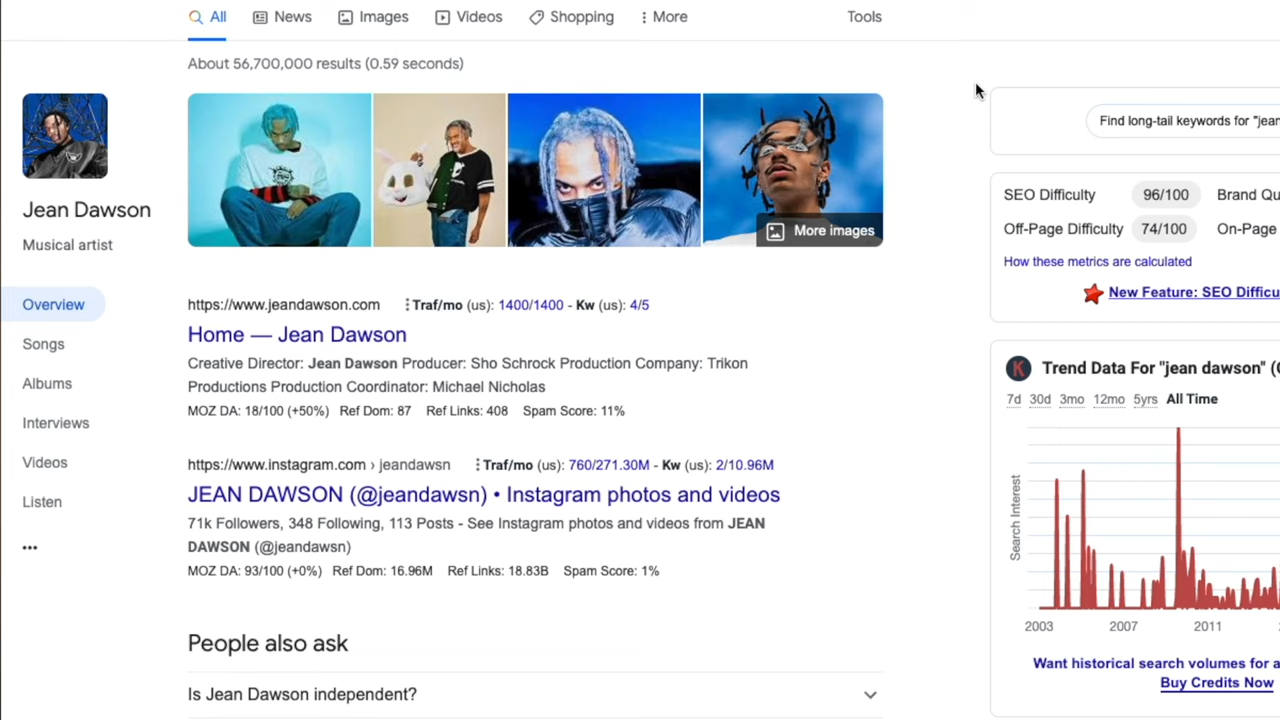 All News Images Videos Shopping More Tools
About 56,700,000 results (0.59 seconds)
More images
Jean Dawson
Musical artist
Overview
Songs
Albums
Interviews
Videos
Listen
https://www.jeandawson.com Traf/mo (us): 1400/1400 - Kw (us): 4/5
Home — Jean Dawson
Creative Director: Jean Dawson Producer: Sho Schrock Production Company: Trikon
Productions Production Coordinator: Michael Nicholas
MOZ DA: 18/100 (+50%) Ref Dom: 87 Ref Links: 408 Spam Score: 11%
https://www.instagram.com › jeandawsn Traf/mo (us): 760/271.30M - Kw (us): 2/10.96M
JEAN DAWSON (@jeandawsn) • Instagram photos and videos
71k Followers, 348 Following, 113 Posts - See Instagram photos and videos from JEAN
DAWSON (@jeandawsn)
MOZ DA: 93/100 (+0%) Ref Dom: 16.96M Ref Links: 18.83B Spam Score: 1%
People also ask
Is Jean Dawson independent?
Find long-tail keywords for "jean
SEO Difficulty 96/100 Brand Qu
Off-Page Difficulty 74/100 On-Page
How these metrics are calculated
New Feature: SEO Difficu
K
Trend Data For "jean dawson" (
7d 30d 3mo 12mo 5yrs All Time
Search Interest
2003 2007 2011
Want historical search volumes for a
Buy Credits Now